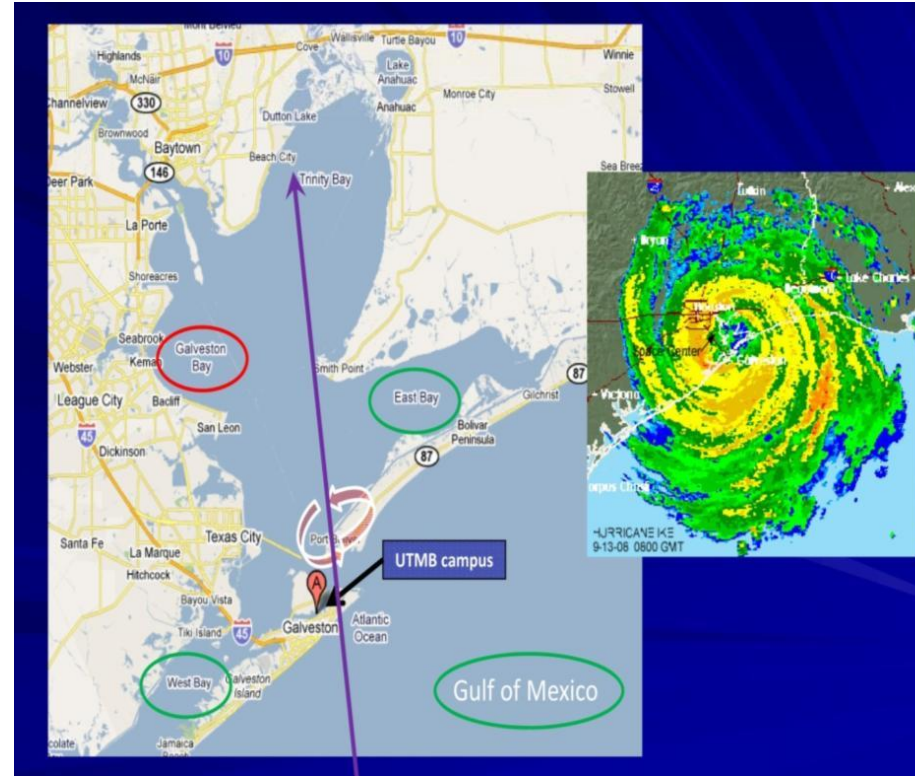 Mont Belvieu
Wallisville Turtle Bayou
10
10
Highlands
Cove
Winnie
McNair
Lake
Anahuac
Stowell
Channelview
330
Monroe City
Anahuac
Dutton Lake
Brownwood
Baytown
Beach City
146
Sea Breeze
Deer Park
Trinity Bay
La Porte
Shoreacres
Seabrook
Galveston
Bay
Kemah
Webster
Smith Point
87
League City
Bacliff
East Bay
Gilchrist
45
San Leon
Bolivar
Peninsula
Dickinson
87
Texas City
Santa Fe
La Marque
UTMB campus
Hitchcock
A
Bayou Vista
Atlantic
Ocean
Tiki Island
45
Galveston
West Bay
Galveston
Island
Gulf of Mexico
Jamaica
Lufkin
Bryan
Lake Charles
Beaumont
Houston
Space Center
Galveston
Victoria
orpus Christi
HURRICANE IKE
9-13-08 0800 GMT